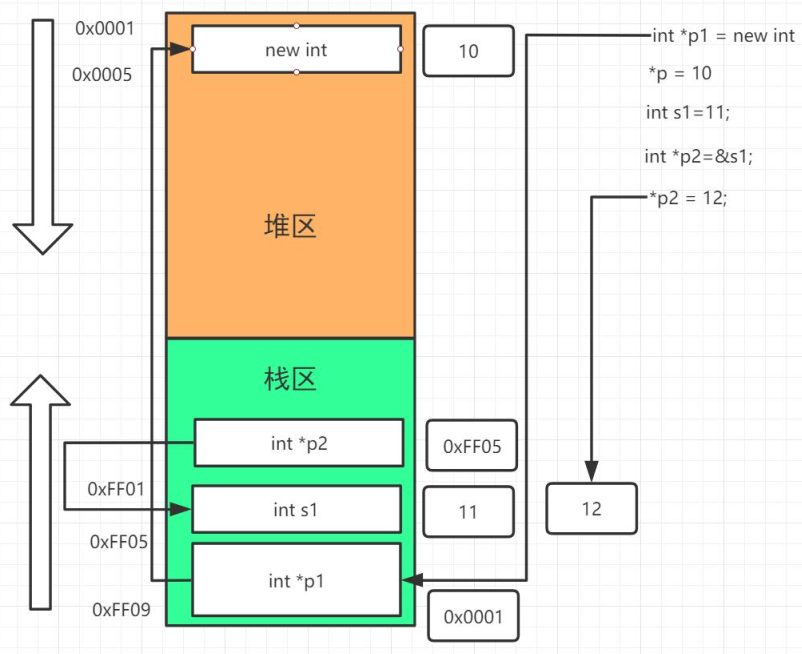 0x0001
new int
10
int *p1 = new int
0x0005
*p = 10
int s1=11;
int *p2=&s1;
*p2 = 12;
堆区
栈区
int *p2
0xFF05
0xFF01
int s1
11
12
0xFF05
int *p1
0xFF09
0x0001